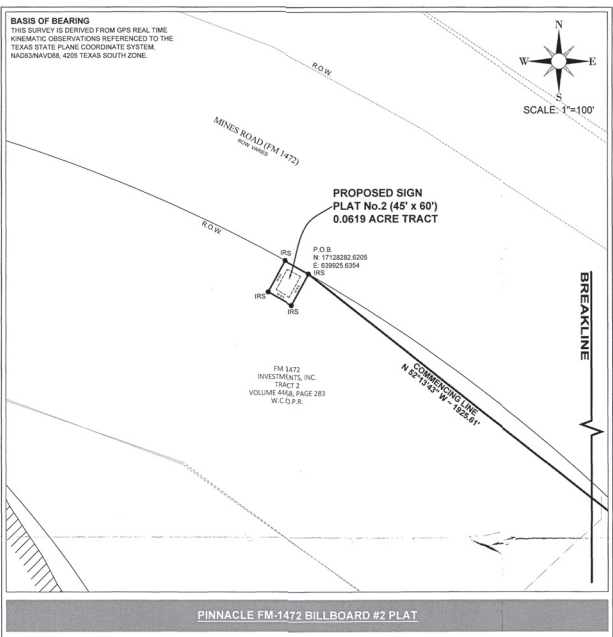 BASIS OF BEARING
THIS SURVEY IS DERIVED FROM GPS REAL TIME
KINEMATIC OBSERVATIONS REFERENCED TO THE
TEXAS STATE PLANE COORDINATE SYSTEM,
NAD83/NAVD88, 4205 TEXAS SOUTH ZONE.
N
W
E
S
SCALE: 1"=100'
R.O.W.
MINES ROAD (FM 1472)
ROW VARIES
PROPOSED SIGN
PLAT No.2 (45' x 60')
0.0619 ACRE TRACT
R.O.W.
IRS
P.O.B.
N: 17128282.6205
E: 639925.6354
IRS
IRS
IRS
BREAKLINE
FM 1472
INVESTMENTS, INC.
TRACT 2
VOLUME 4468, PAGE 283
W.C.O.P.R.
COMMENCING LINE
N 52°13'43" W ~ 1925.61'
PINNACLE FM-1472 BILLBOARD #2 PLAT